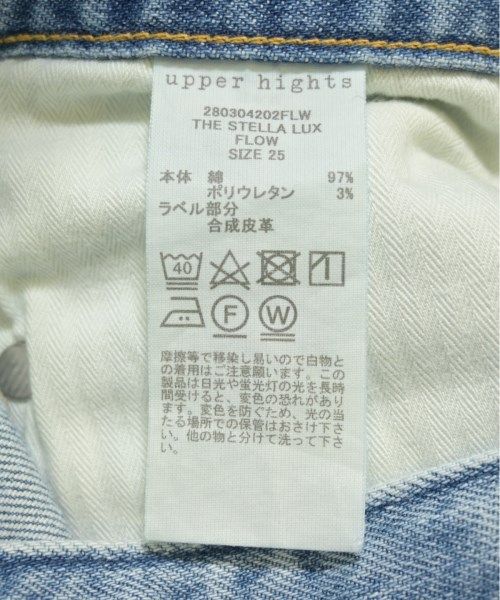 upper hights
280304202FLW
THE STELLA LUX
FLOW
SIZE 25
本体 綿 97%
ポリウレタン 3%
ラベル部分
合成皮革
40
F W
摩擦等で移染し易いので白物と
の着用はご注意願います。この
製品は日光や蛍光灯の光を長時
間受けると、変色の恐れがあり
ます。変色を防ぐため、光の当
たる場所での保管はおさけ下さ
い。他の物と分けて洗って下さ
い。